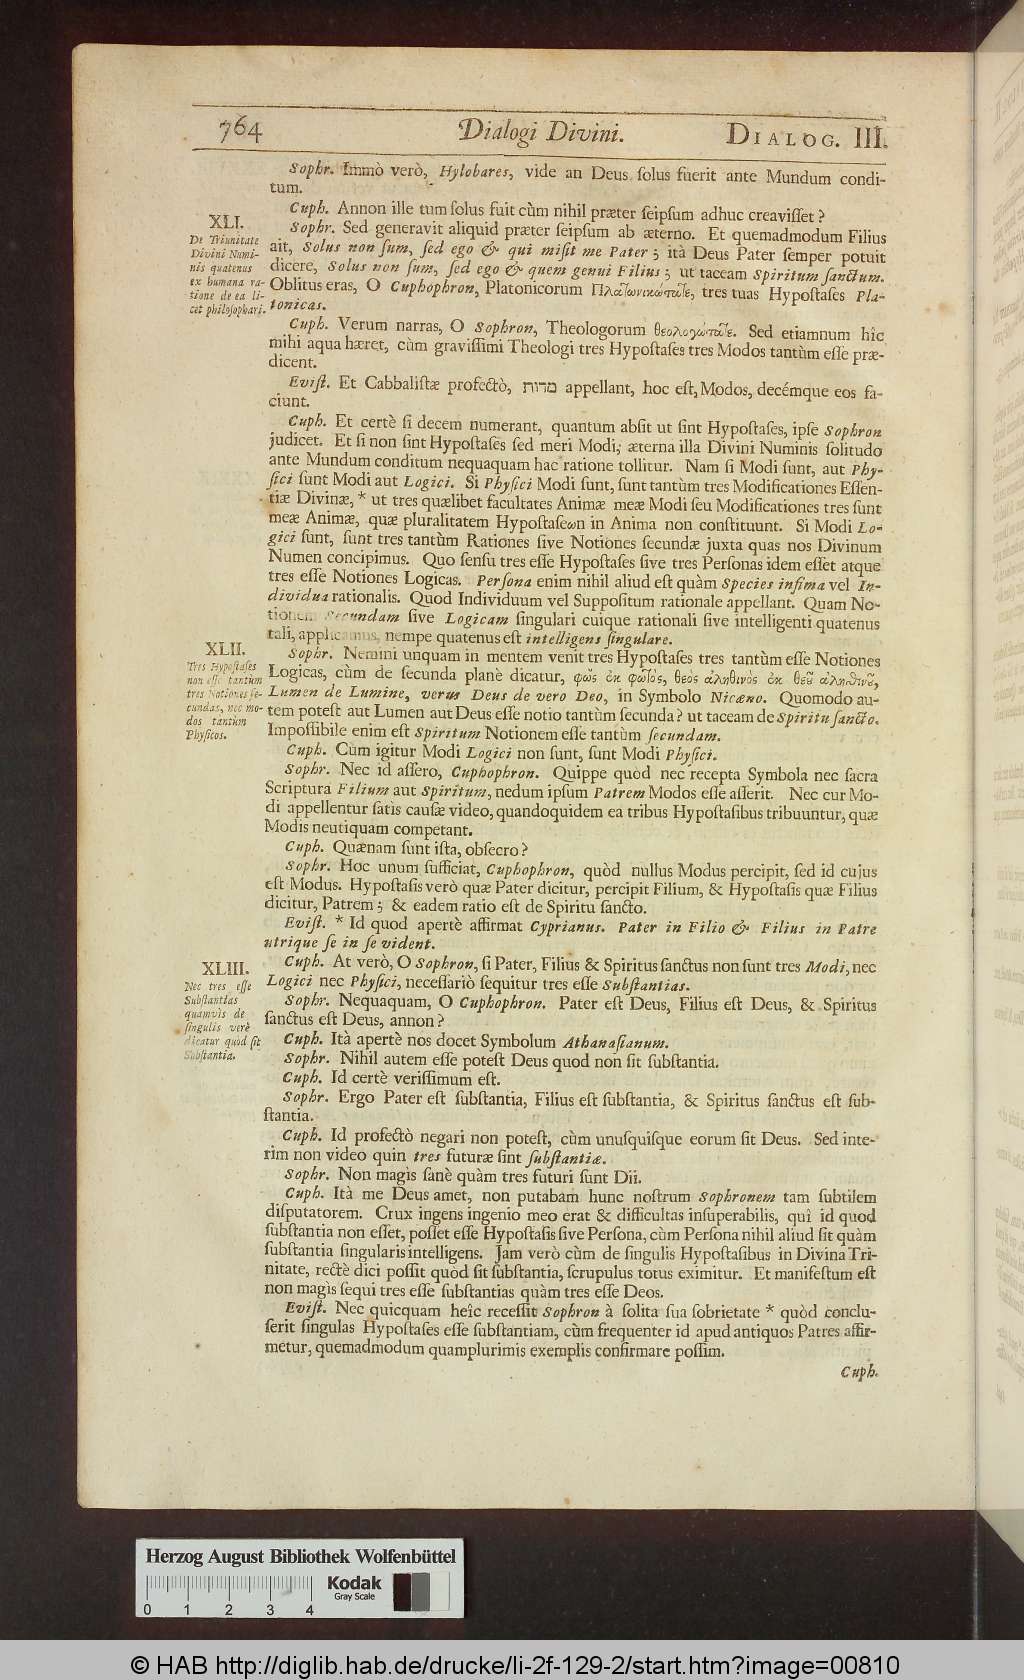 764 Dialogi Divini. DIALOG. III.
Sophr. Immò verò, Hylobares, vide an Deus ſolus fuerit ante Mundum condi-
tum.
Cuph. Annon ille tum ſolus fuit cùm nihil præter ſeipſum adhuc creaviſſet?
XLI.
De Triunitate
Divini Numi-
nis quatenus
ex humana ra-
tione de ea li-
cet philoſophari.
Sophr. Sed generavit aliquid præter ſeipſum ab æterno. Et quemadmodum Filius
ait, Solus non ſum, ſed ego & qui miſit me Pater; ità Deus Pater ſemper potuit
dicere, Solus non ſum, ſed ego & quem genui Filius; ut taceam Spiritum ſanctum.
Oblitus eras, O Cuphophron, Platonicorum Πλατωνικώτατε, tres tuas Hypoſtaſes Pla-
tonicas.
Cuph. Verum narras, O Sophron, Theologorum θεολογώτατε. Sed etiamnum hîc
mihi aqua hæret, cùm graviſſimi Theologi tres Hypoſtaſes tres Modos tantùm eſſe præ-
dicent.
Eviſt. Et Cabbaliſtæ profectò, מדות appellant, hoc eſt, Modos, decémque eos fa-
ciunt.
Cuph. Et certè ſi decem numerant, quantum abſit ut ſint Hypoſtaſes, ipſe Sophron
judicet. Et ſi non ſint Hypoſtaſes ſed meri Modi, æterna illa Divini Numinis ſolitudo
ante Mundum conditum nequaquam hac ratione tollitur. Nam ſi Modi ſunt, aut Phy-
ſici ſunt Modi aut Logici. Si Phyſici Modi ſunt, ſunt tantùm tres Modificationes Eſſen-
tiæ Divinæ, * ut tres quælibet facultates Animæ meæ Modi ſeu Modificationes tres ſunt
meæ Animæ, quæ pluralitatem Hypoſtaſεων in Anima non conſtituunt. Si Modi Lo-
gici ſunt, ſunt tres tantùm Rationes ſive Notiones ſecundæ juxta quas nos Divinum
Numen concipimus. Quo ſenſu tres eſſe Hypoſtaſes ſive tres Perſonas idem eſſet atque
tres eſſe Notiones Logicas. Perſona enim nihil aliud eſt quàm Species infima vel In-
dividua rationalis. Quod Individuum vel Suppoſitum rationale appellant. Quam No-
tionem Secundam ſive Logicam ſingulari cuique rationali ſive intelligenti quatenus
tali, applicamus, nempe quatenus eſt intelligens ſingulare.
XLII.
Tres Hypoſtaſes
non eſſe tantùm
tres Notiones ſe-
cundas, nec mo-
dos tantùm
Phyſicos.
Sophr. Nemini unquam in mentem venit tres Hypoſtaſes tres tantùm eſſe Notiones
Logicas, cùm de ſecunda planè dicatur, φῶς ἐκ φωτὸς, θεὸς ἀληθινὸς ἐκ θεοῦ ἀληθινοῦ,
Lumen de Lumine, verus Deus de vero Deo, in Symbolo Nicæno. Quomodo au-
tem poteſt aut Lumen aut Deus eſſe notio tantùm ſecunda? ut taceam de Spiritu ſancto.
Impoſſibile enim eſt Spiritum Notionem eſſe tantùm ſecundam.
Cuph. Cùm igitur Modi Logici non ſunt, ſunt Modi Phyſici.
Sophr. Nec id aſſero, Cuphophron. Quippe quòd nec recepta Symbola nec ſacra
Scriptura Filium aut Spiritum, nedum ipſum Patrem Modos eſſe aſſerit. Nec cur Mo-
di appellentur ſatis cauſæ video, quandoquidem ea tribus Hypoſtaſibus tribuuntur, quæ
Modis neutiquam competant.
Cuph. Quænam ſunt iſta, obſecro?
Sophr. Hoc unum ſufficiat, Cuphophron, quòd nullus Modus percipit, ſed id cujus
eſt Modus. Hypoſtaſis verò quæ Pater dicitur, percipit Filium, & Hypoſtaſis quæ Filius
dicitur, Patrem; & eadem ratio eſt de Spiritu ſancto.
Eviſt. * Id quod apertè affirmat Cyprianus. Pater in Filio & Filius in Patre
utrique ſe in ſe vident.
XLIII.
Nec tres eſſe
Subſtantias
quamvis de
ſingulis verè
dicatur quòd ſit
Subſtantia.
Cuph. At verò, O Sophron, ſi Pater, Filius & Spiritus ſanctus non ſunt tres Modi, nec
Logici nec Phyſici, neceſſariò ſequitur tres eſſe Subſtantias.
Sophr. Nequaquam, O Cuphophron. Pater eſt Deus, Filius eſt Deus, & Spiritus
ſanctus eſt Deus, annon?
Cuph. Ità apertè nos docet Symbolum Athanaſianum.
Sophr. Nihil autem eſſe poteſt Deus quod non ſit ſubſtantia.
Cuph. Id certè veriſſimum eſt.
Sophr. Ergo Pater eſt ſubſtantia, Filius eſt ſubſtantia, & Spiritus ſanctus eſt ſub-
ſtantia.
Cuph. Id profectò negari non poteſt, cùm unuſquiſque eorum ſit Deus. Sed inte-
rim non video quin tres futuræ ſint ſubſtantiæ.
Sophr. Non magis ſanè quàm tres futuri ſunt Dii.
Cuph. Ità me Deus amet, non putabam hunc noſtrum Sophronem tam ſubtilem
diſputatorem. Crux ingens ingenio meo erat & difficultas inſuperabilis, quî id quod
ſubſtantia non eſſet, poſſet eſſe Hypoſtaſis ſive Perſona, cùm Perſona nihil aliud ſit quàm
ſubſtantia ſingularis intelligens. Jam verò cùm de ſingulis Hypoſtaſibus in Divina Tri-
nitate, rectè dici poſſit quòd ſit ſubſtantia, ſcrupulus totus eximitur. Et manifeſtum eſt
non magìs ſequi tres eſſe ſubſtantias quàm tres eſſe Deos.
Eviſt. Nec quicquam heîc receſſit Sophron à ſolita ſua ſobrietate * quòd conclu-
ſerit ſingulas Hypoſtaſes eſſe ſubſtantiam, cùm frequenter id apud antiquos Patres affir-
metur, quemadmodum quamplurimis exemplis confirmare poſſim.
Cuph.
Herzog August Bibliothek Wolfenbüttel
Kodak
Gray Scale
0 1 2 3 4
© HAB http://diglib.hab.de/drucke/li-2f-129-2/start.htm?image=00810